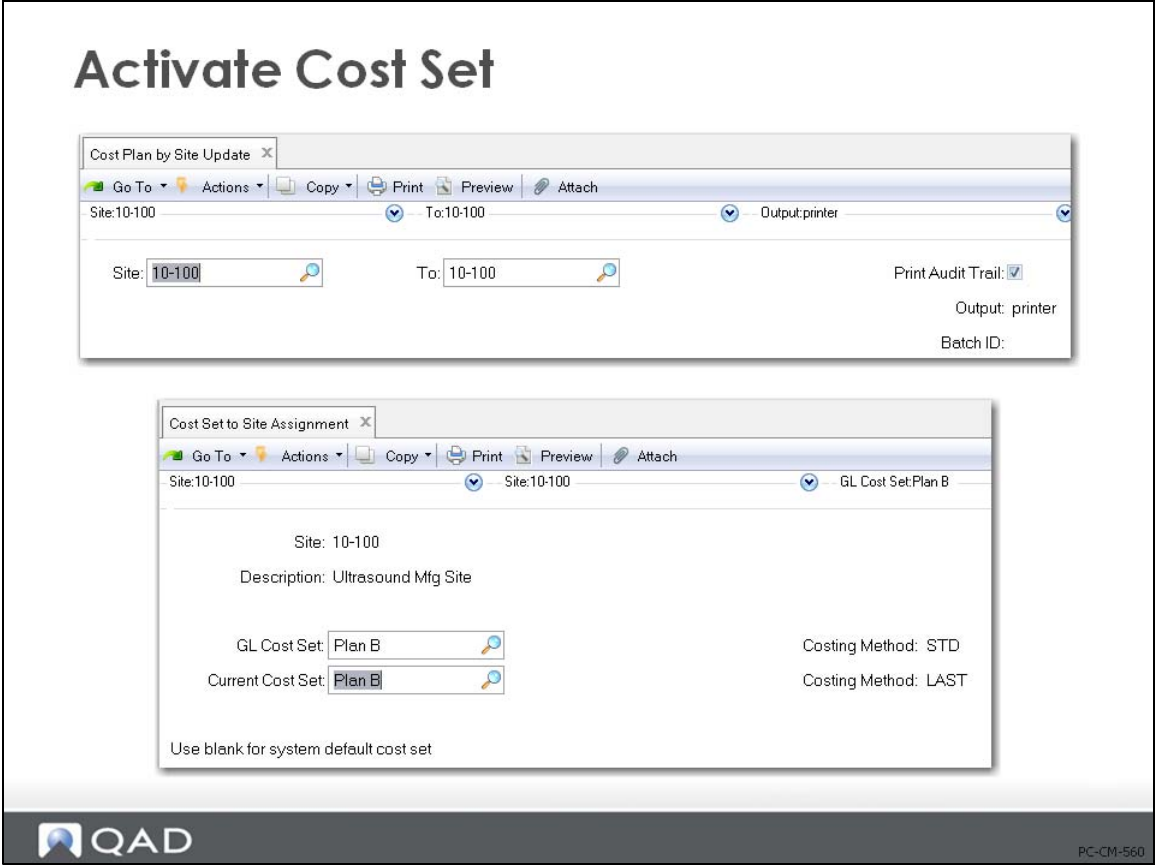 Activate Cost Set
Cost Plan by Site Update X
Go To Actions Copy Print Preview Attach
Site:10-100 To:10-100 Output:printer
Site: 10-100 To: 10-100 Print Audit Trail:
Output: printer
Batch ID:
Cost Set to Site Assignment X
Go To Actions Copy Print Preview Attach
Site:10-100 Site:10-100 GL Cost Set:Plan B
Site: 10-100
Description: Ultrasound Mfg Site
GL Cost Set: Plan B Costing Method: STD
Current Cost Set: Plan B Costing Method: LAST
Use blank for system default cost set
QAD
PC-CM-560